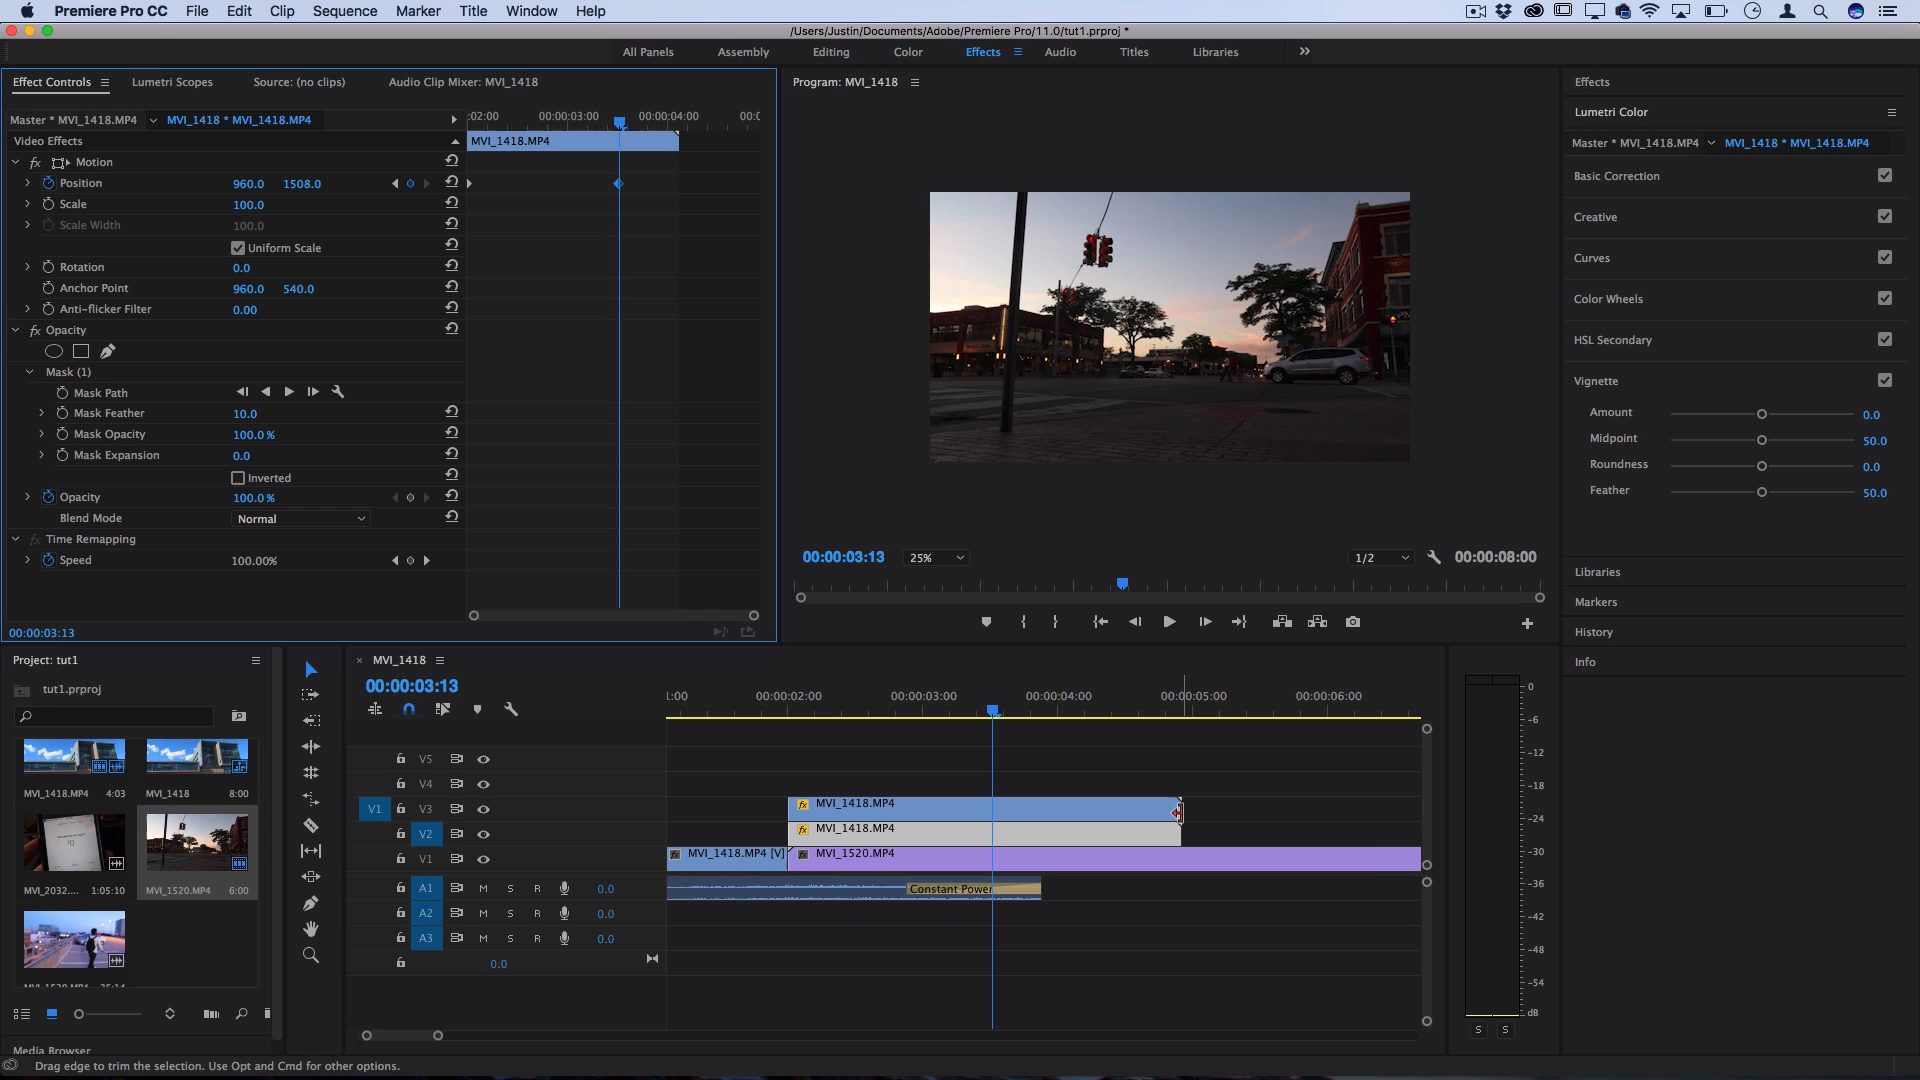 Premiere Pro CC File Edit Clip Sequence Marker Title Window Help
/Users/Justin/Documents/Adobe/Premiere Pro/11.0/tut1.prproj *
All Panels Assembly Editing Color Effects Audio Titles Libraries
Effect Controls Lumetri Scopes Source: (no clips) Audio Clip Mixer: MVI_1418
Master * MVI_1418.MP4 MVI_1418 * MVI_1418.MP4
:02:00 00:00:03:00 00:00:04:00 00:0
Video Effects
MVI_1418.MP4
fx Motion
Position 960.0 1508.0
Scale 100.0
Scale Width 100.0
Uniform Scale
Rotation 0.0
Anchor Point 960.0 540.0
Anti-flicker Filter 0.00
fx Opacity
Mask (1)
Mask Path
Mask Feather 10.0
Mask Opacity 100.0 %
Mask Expansion 0.0
Inverted
Opacity 100.0 %
Blend Mode Normal
fx Time Remapping
Speed 100.00%
00:00:03:13
Program: MVI_1418
00:00:03:13 25% 1/2 00:00:08:00
Effects
Lumetri Color
Master * MVI_1418.MP4 MVI_1418 * MVI_1418.MP4
Basic Correction
Creative
Curves
Color Wheels
HSL Secondary
Vignette
Amount 0.0
Midpoint 50.0
Roundness 0.0
Feather 50.0
Libraries
Markers
History
Info
Project: tut1
tut1.prproj
MVI_1418.MP4 4:03 MVI_1418 8:00
MVI_2032.... 1:05:10 MVI_1520.MP4 6:00
Media Browser
MVI_1418
00:00:03:13
1:00 00:00:02:00 00:00:03:00 00:00:04:00 00:00:05:00 00:00:06:00
V5
V4
V1 V3 fx MVI_1418.MP4
V2 fx MVI_1418.MP4
V1 fx MVI_1418.MP4 [V] fx MVI_1520.MP4
A1 M S R 0.0 Constant Power
A2 M S R 0.0
A3 M S R 0.0
0.0
0
-6
-12
-18
-24
-30
-36
-42
-48
-54
dB
S S
Drag edge to trim the selection. Use Opt and Cmd for other options.